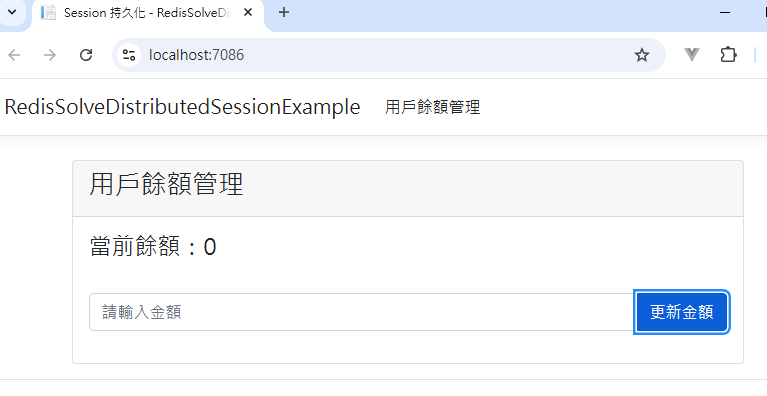 Session 持久化 - RedisSolveDi
localhost:7086
RedisSolveDistributedSessionExample 用戶餘額管理
用戶餘額管理
當前餘額：0
請輸入金額 更新金額